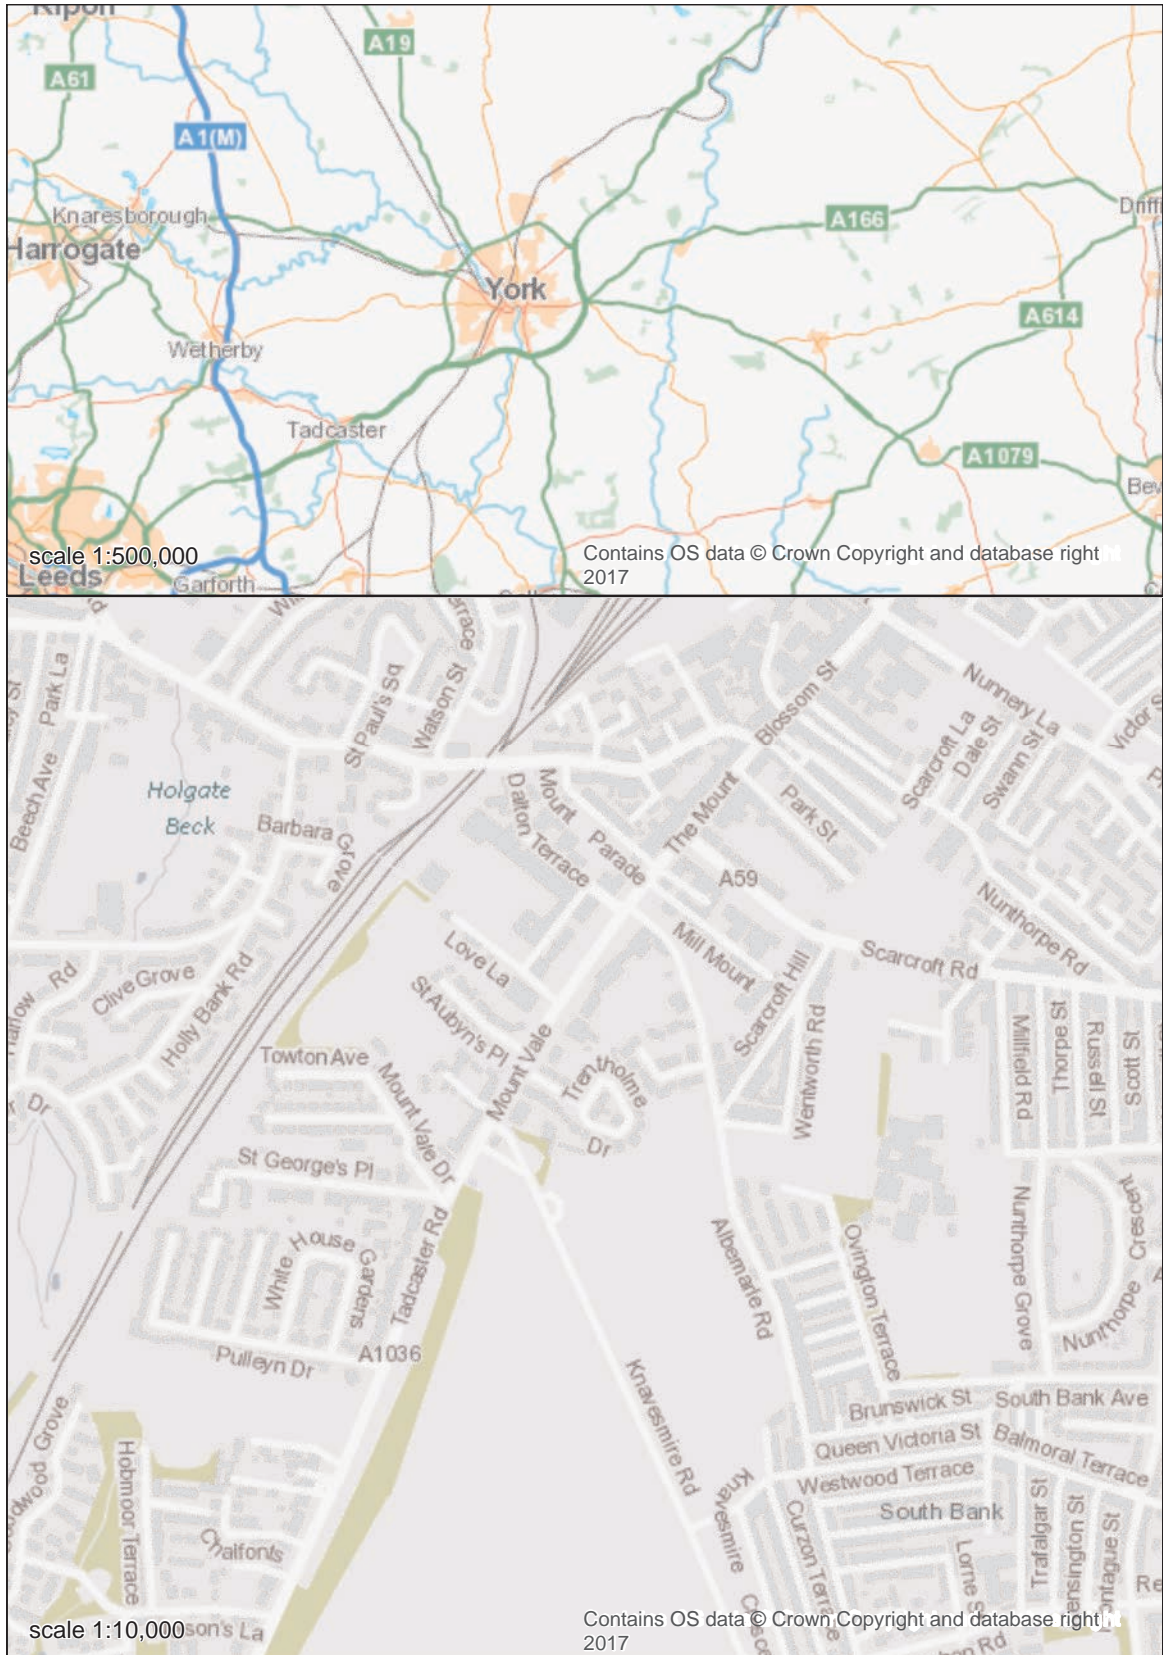 Ripon
A19
A61
A1(M)
Knaresborough
A166
Harrogate
York
A614
Wetherby
Tadcaster
A1079
scale 1:500,000
Contains OS data © Crown Copyright and database right
2017
Leeds
Garforth
Park La
St Paul's Sq
Watson St
Blossom St
Nunnery La
Scarcroft La
Dale St
Swann St
Beech Ave
Holgate
Beck
Barbara Grove
Dalton Terrace
Mount Parade
The Mount
Park St
A59
Nunthorpe Rd
Mill Mount
Scarcroft Rd
Love La
Scarcroft Hill
Clive Grove
Holly Bank Rd
St Aubyn's Pl
Mount Vale
Wentworth Rd
Millfield Rd
Thorpe St
Russell St
Scott St
Towton Ave
Mount Vale Dr
Trentholme Dr
Dr
St George's Pl
White House Gardens
Tadcaster Rd
Albemarle Rd
Ovington Terrace
Nunthorpe Grove
Nunthorpe Crescent
Pulleyn Dr
A1036
Knavesmire Rd
Brunswick St
South Bank Ave
Queen Victoria St
Balmoral Terrace
Westwood Terrace
South Bank
Hobmoor Terrace
Chalfonts
Knavesmire
Curzon Terrace
Trafalgar St
scale 1:10,000
son's La
Contains OS data © Crown Copyright and database right
2017